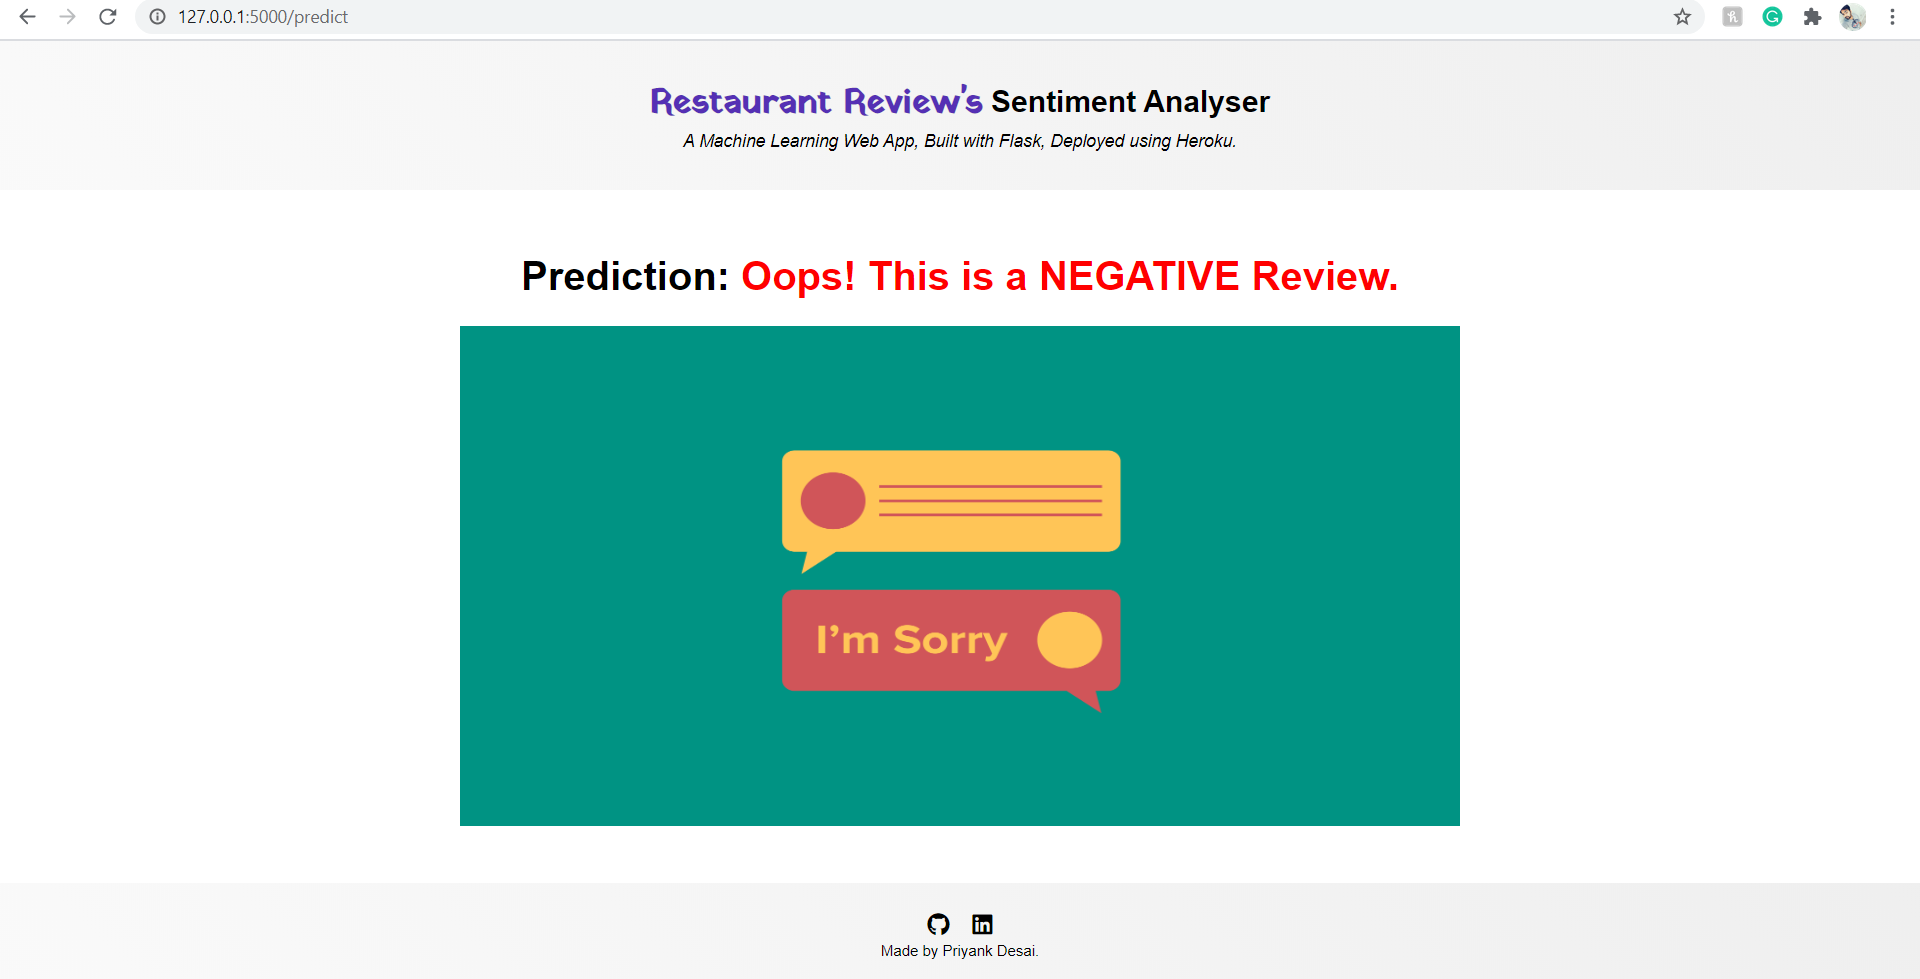 127.0.0.1:5000/predict
Restaurant Review's Sentiment Analyser
A Machine Learning Web App, Built with Flask, Deployed using Heroku.
Prediction: Oops! This is a NEGATIVE Review.
I'm Sorry
in
Made by Priyank Desai.